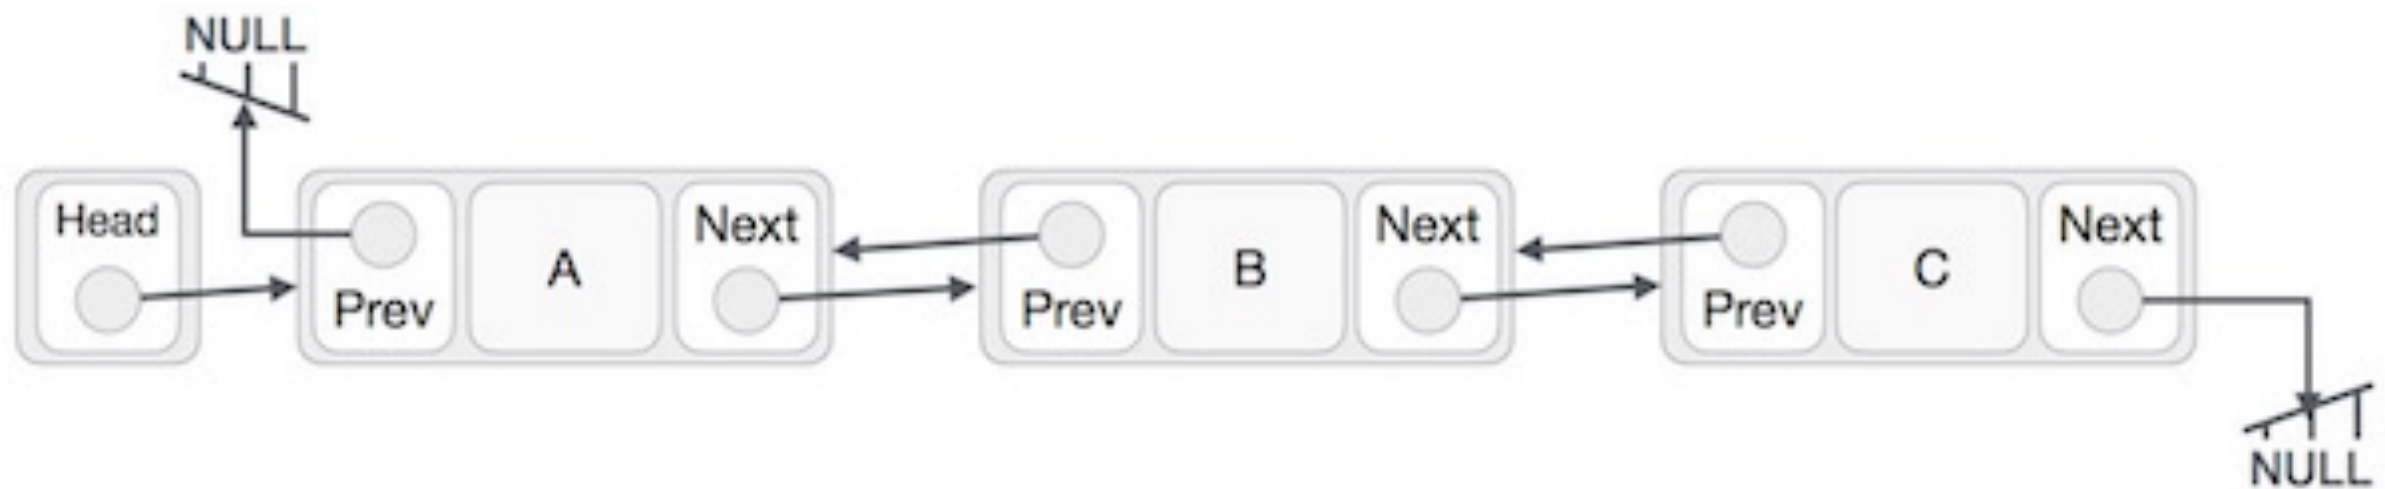 NULL
Head
Prev
A
Next
Prev
B
Next
Prev
C
Next
NULL